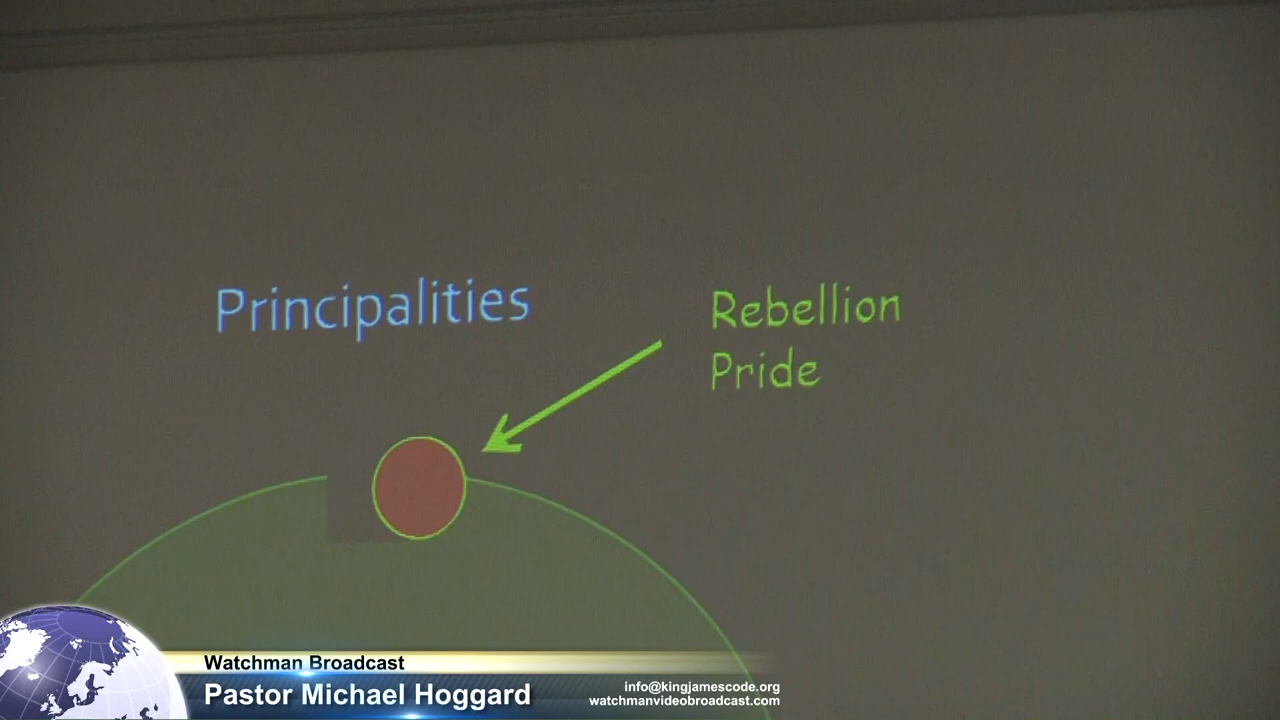 Principalities
Rebellion
Pride
Watchman Broadcast
Pastor Michael Hoggard
info@kingjamescode.org
watchmanvideobroadcast.com